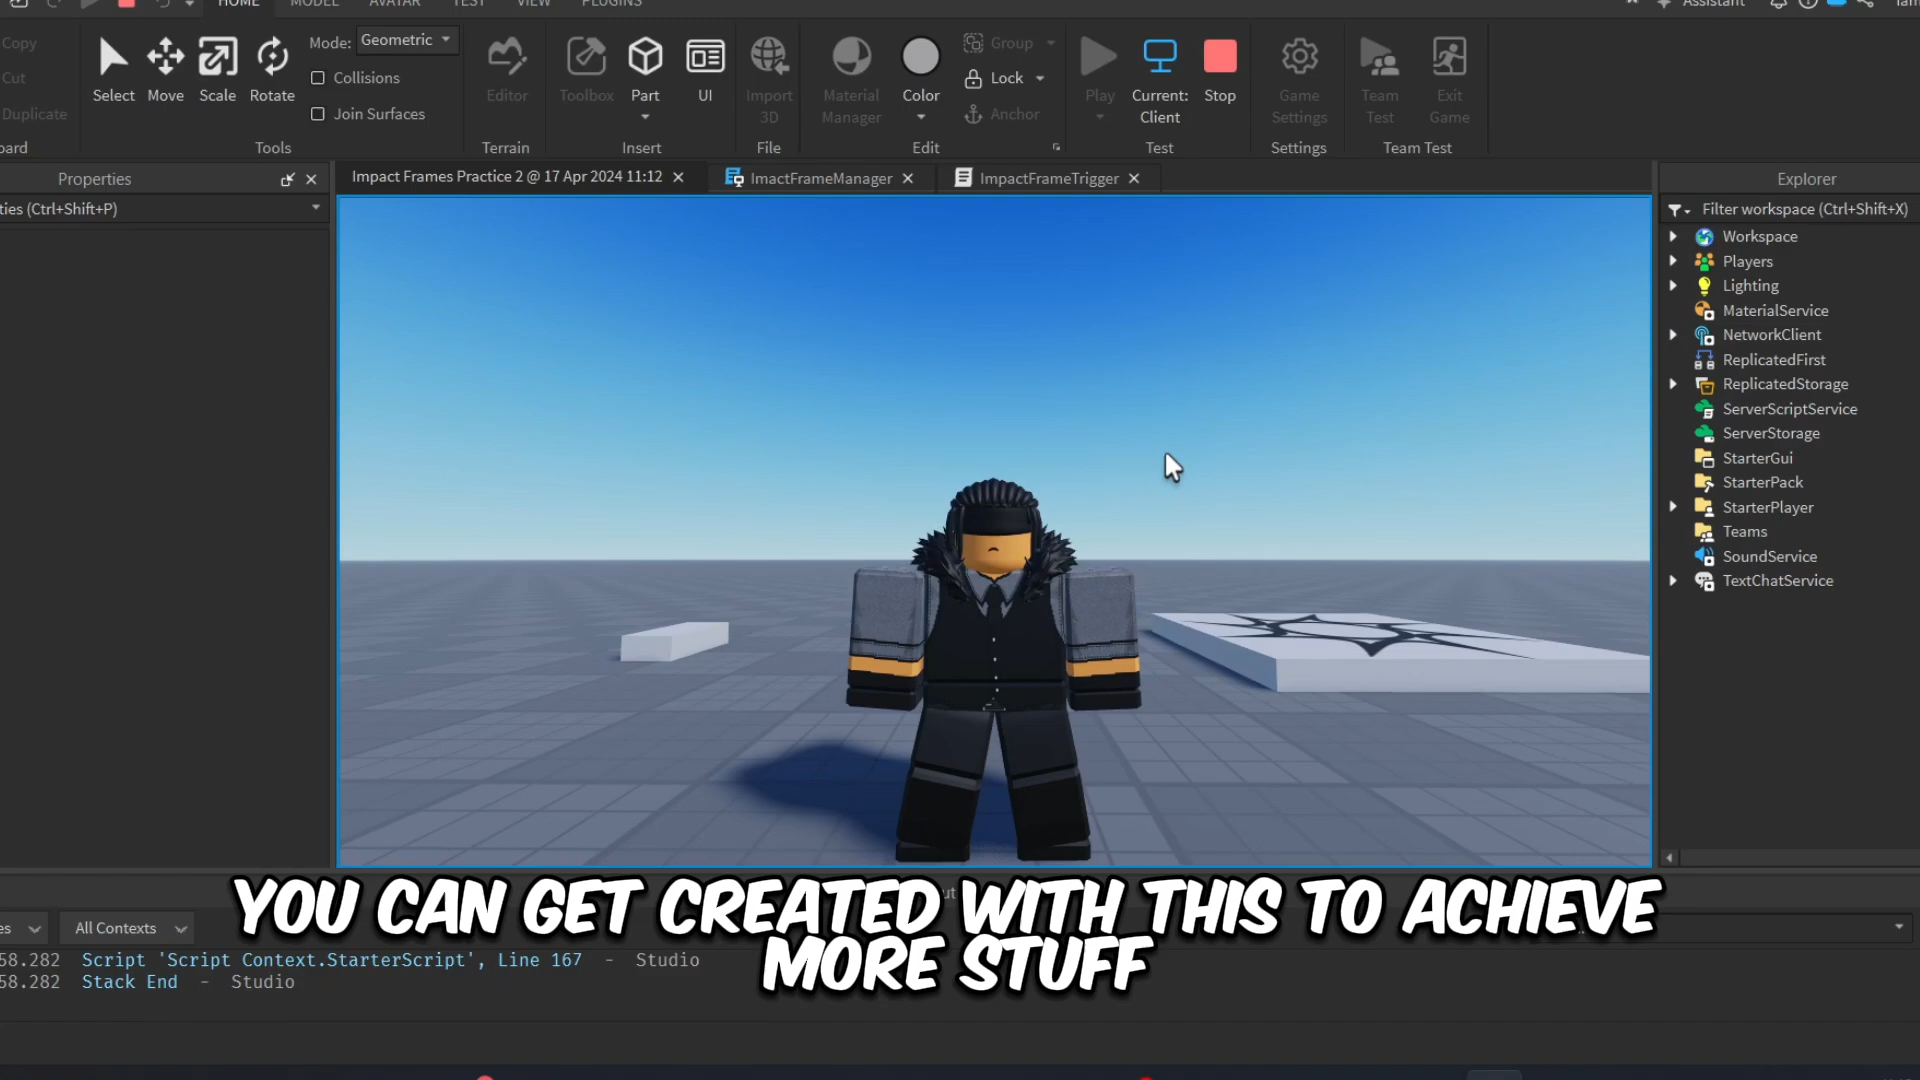 HOME MODEL AVATAR TEST VIEW PLUGINS
Assistant
Copy
Cut
Duplicate
Select
Move
Scale
Rotate
Mode: Geometric
Collisions
Join Surfaces
Tools
Editor
Terrain
Toolbox
Part
UI
Insert
Import
3D
File
Material
Manager
Color
Group
Lock
Anchor
Edit
Play
Current:
Client
Stop
Test
Game
Settings
Settings
Team
Test
Exit
Game
Team Test
Properties
ties (Ctrl+Shift+P)
Impact Frames Practice 2 @ 17 Apr 2024 11:12
ImactFrameManager
ImpactFrameTrigger
Explorer
Filter workspace (Ctrl+Shift+X)
Workspace
Players
Lighting
MaterialService
NetworkClient
ReplicatedFirst
ReplicatedStorage
ServerScriptService
ServerStorage
StarterGui
StarterPack
StarterPlayer
Teams
SoundService
TextChatService
YOU CAN GET CREATED WITH THIS TO ACHIEVE
MORE STUFF
All Contexts
58.282 Script 'Script Context.StarterScript', Line 167 - Studio
58.282 Stack End - Studio